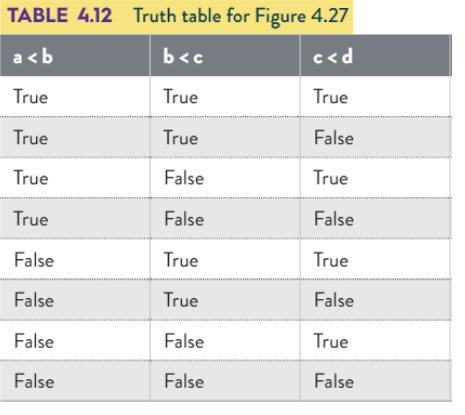 TABLE 4.12 Truth table for Figure 4.27
a < b b < c c < d
True True True
True True False
True False True
True False False
False True True
False True False
False False True
False False False